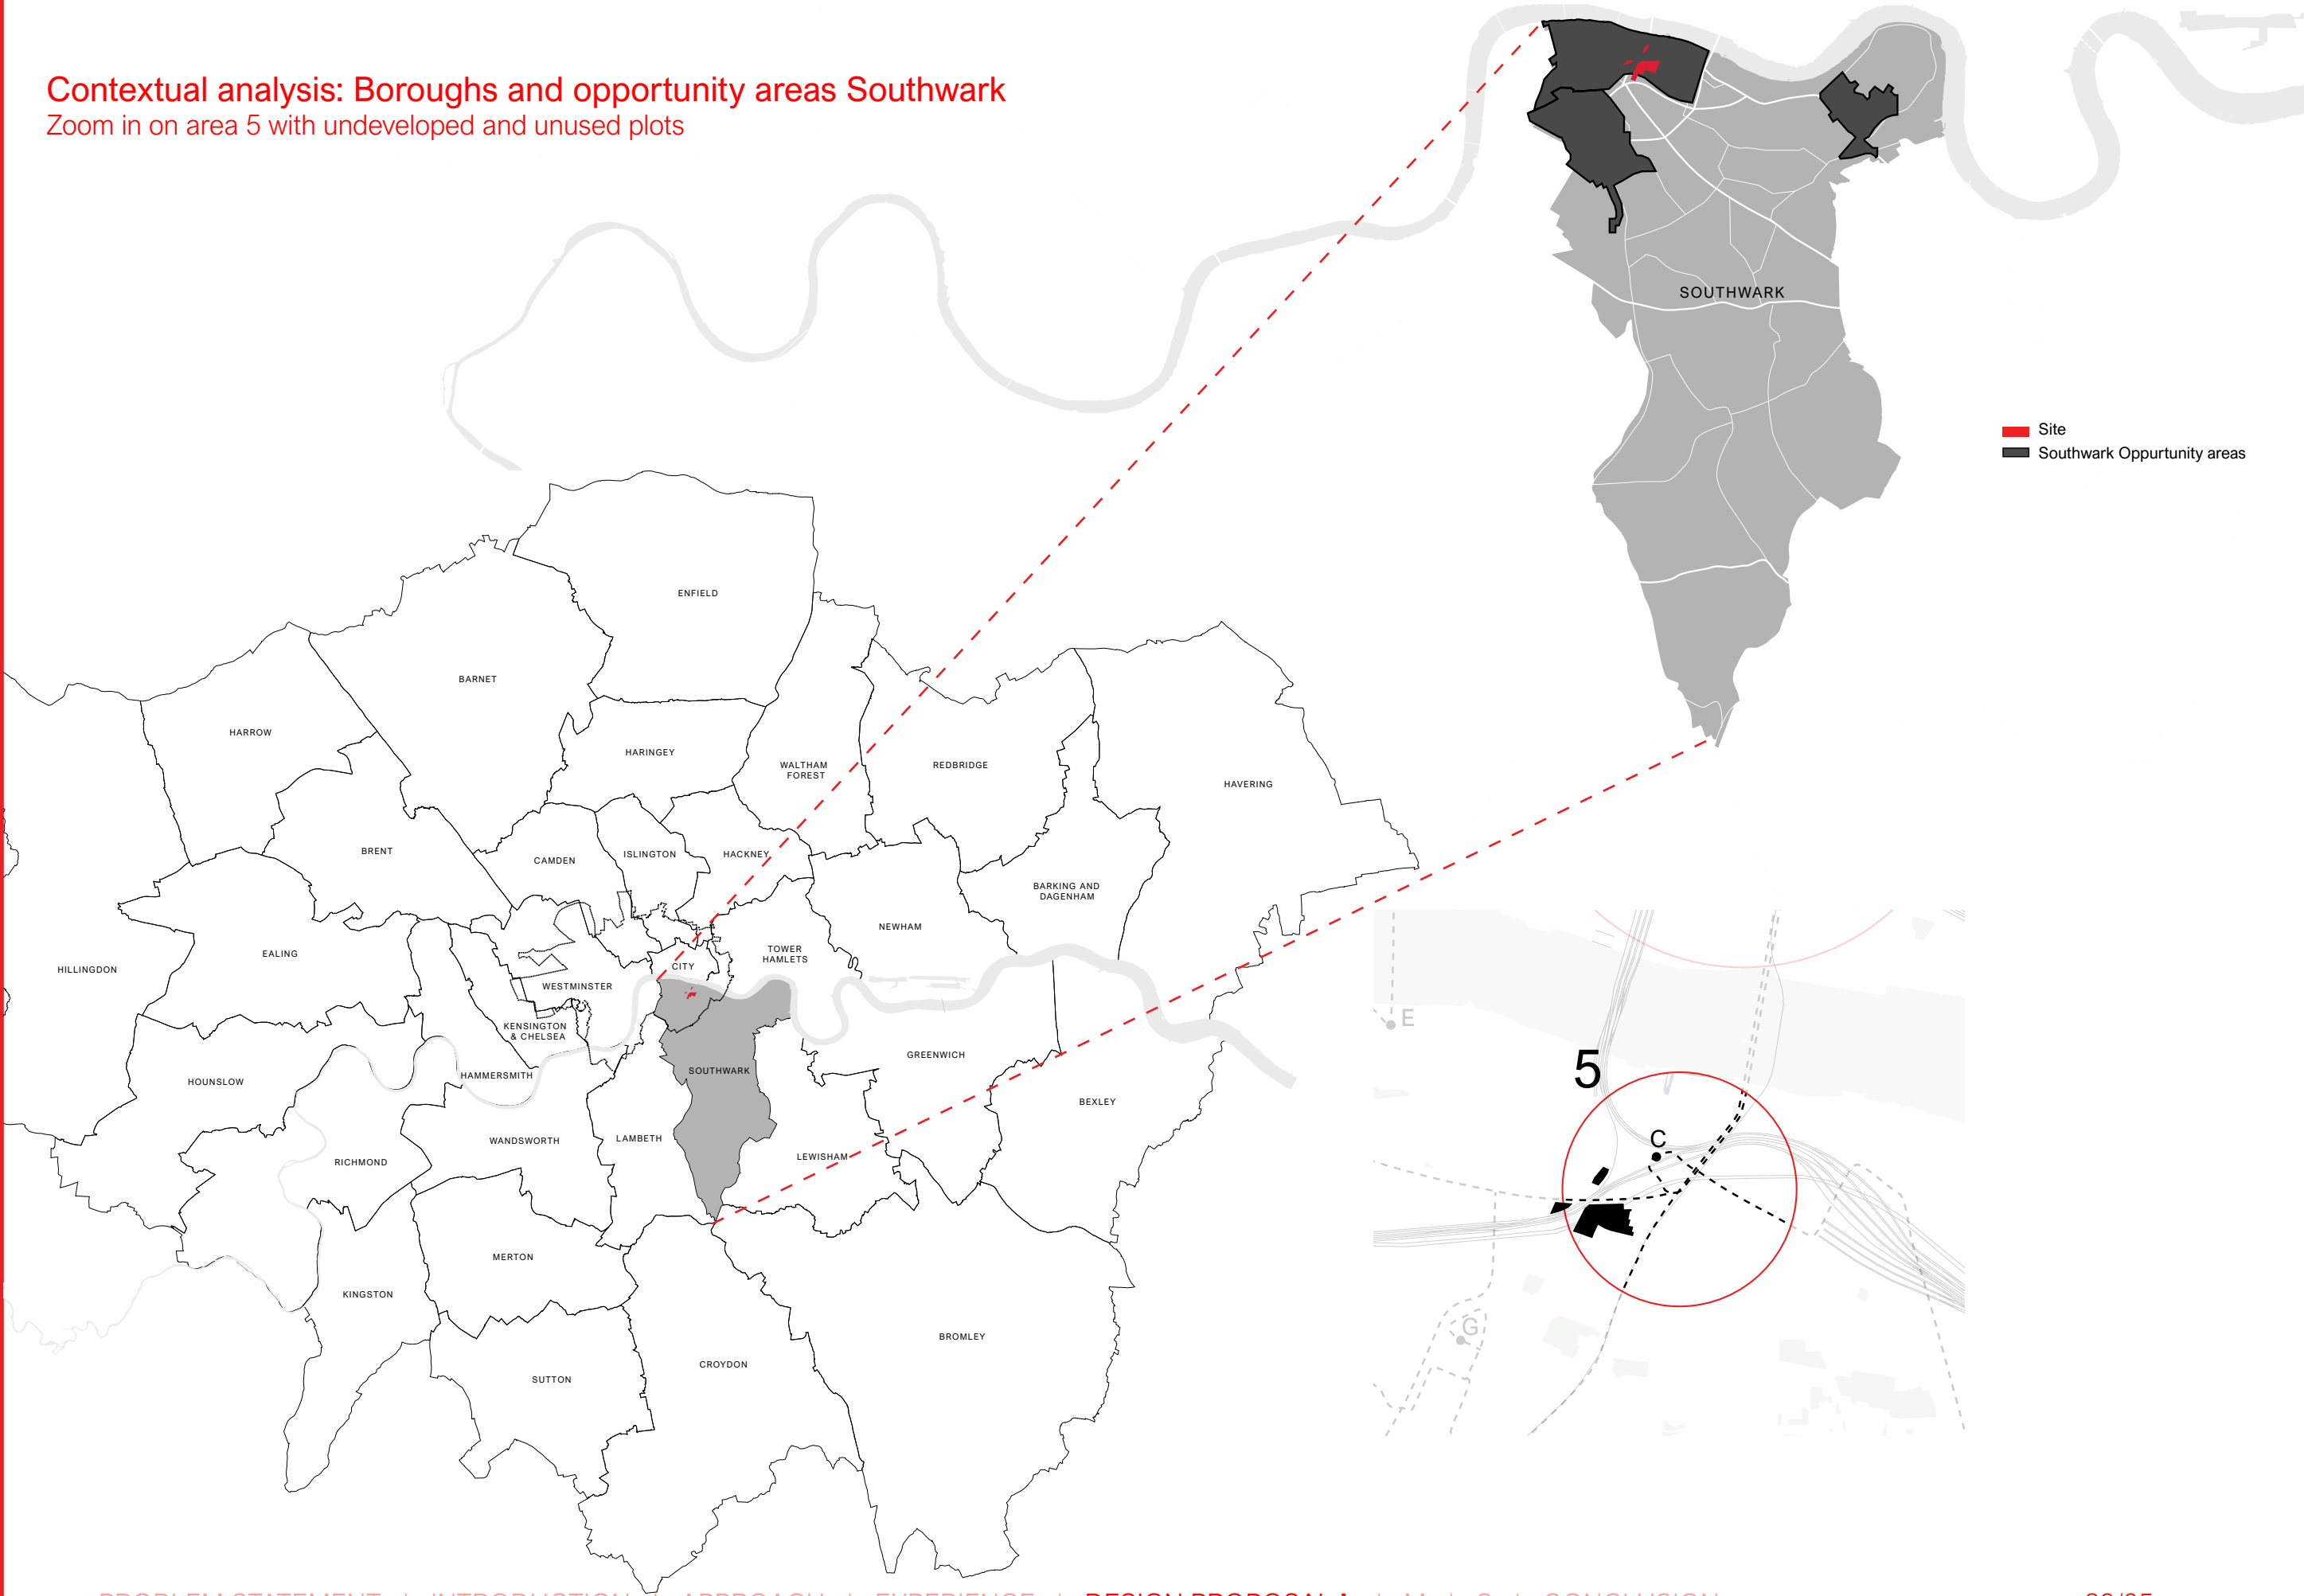 Contextual analysis: Boroughs and opportunity areas Southwark
Zoom in on area 5 with undeveloped and unused plots
SOUTHWARK
Site
Southwark Oppurtunity areas
ENFIELD
BARNET
HARROW
HARINGEY
WALTHAM
FOREST
REDBRIDGE
HAVERING
BRENT
CAMDEN
ISLINGTON
HACKNEY
BARKING AND
DAGENHAM
NEWHAM
EALING
TOWER
HAMLETS
CITY
HILLINGDON
WESTMINSTER
KENSINGTON
& CHELSEA
E
5
GREENWICH
SOUTHWARK
HAMMERSMITH
HOUNSLOW
BEXLEY
C
LAMBETH
WANDSWORTH
LEWISHAM
RICHMOND
MERTON
KINGSTON
G
BROMLEY
CROYDON
SUTTON